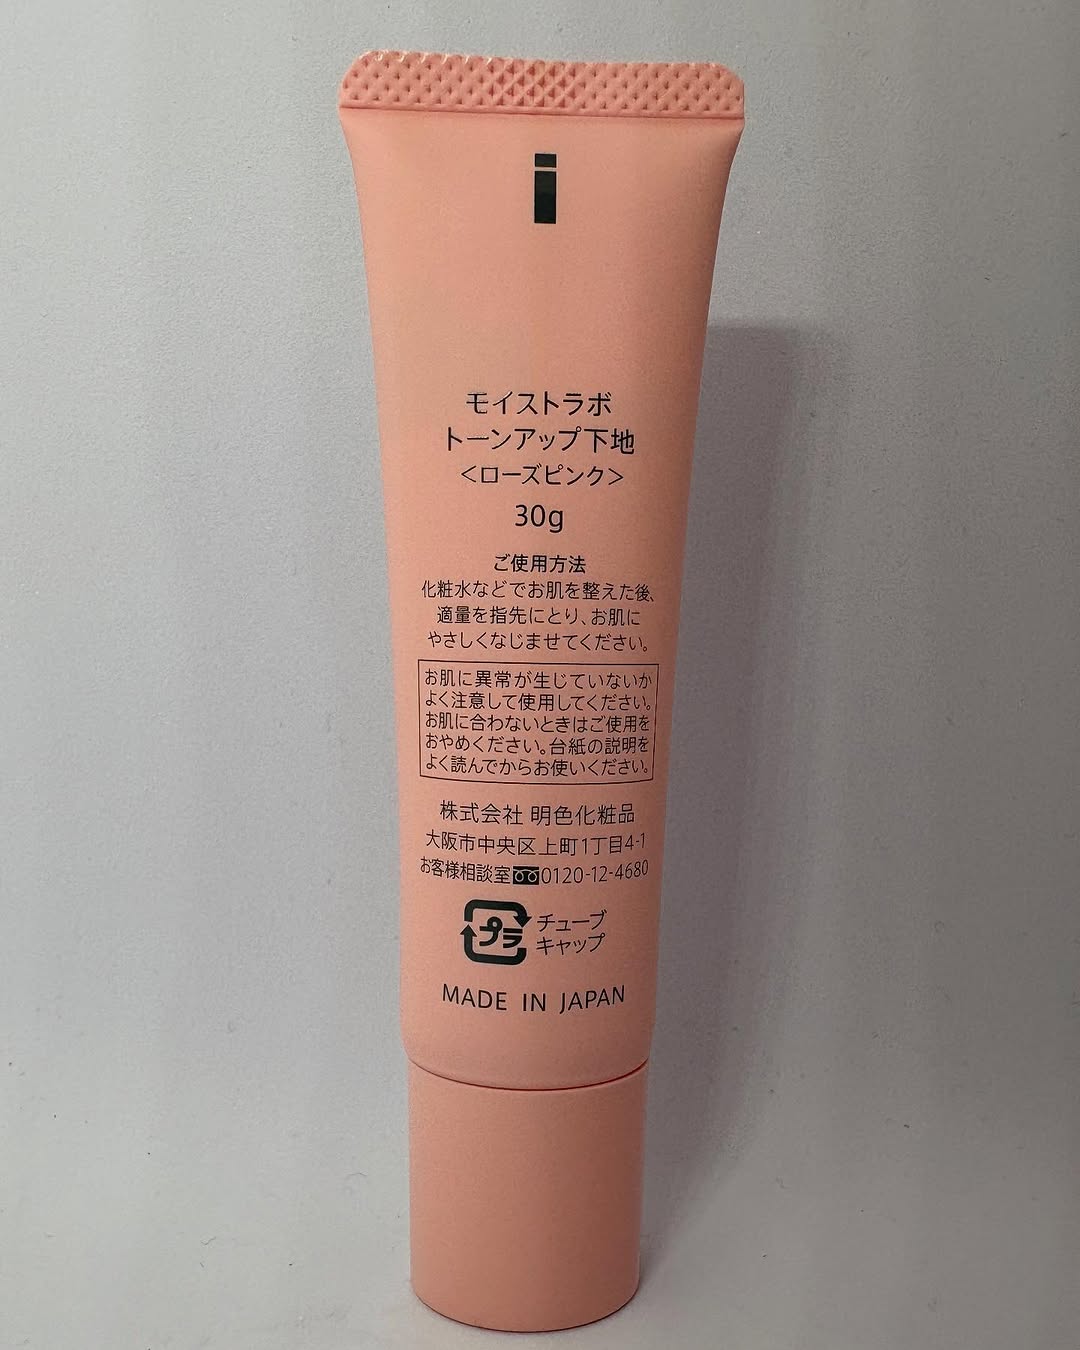 モイストラボ
トーンアップ下地
<ローズピンク>
30g
ご使用方法
化粧水などでお肌を整えた後、
適量を指先にとり、お肌に
やさしくなじませてください。
お肌に異常が生じていないか
よく注意して使用してください。
お肌に合わないときはご使用を
おやめください。台紙の説明を
よく読んでからお使いください。
株式会社 明色化粧品
大阪市中央区上町1丁目4-1
お客様相談室0120-12-4680
プラ チューブ
キャップ
MADE IN JAPAN